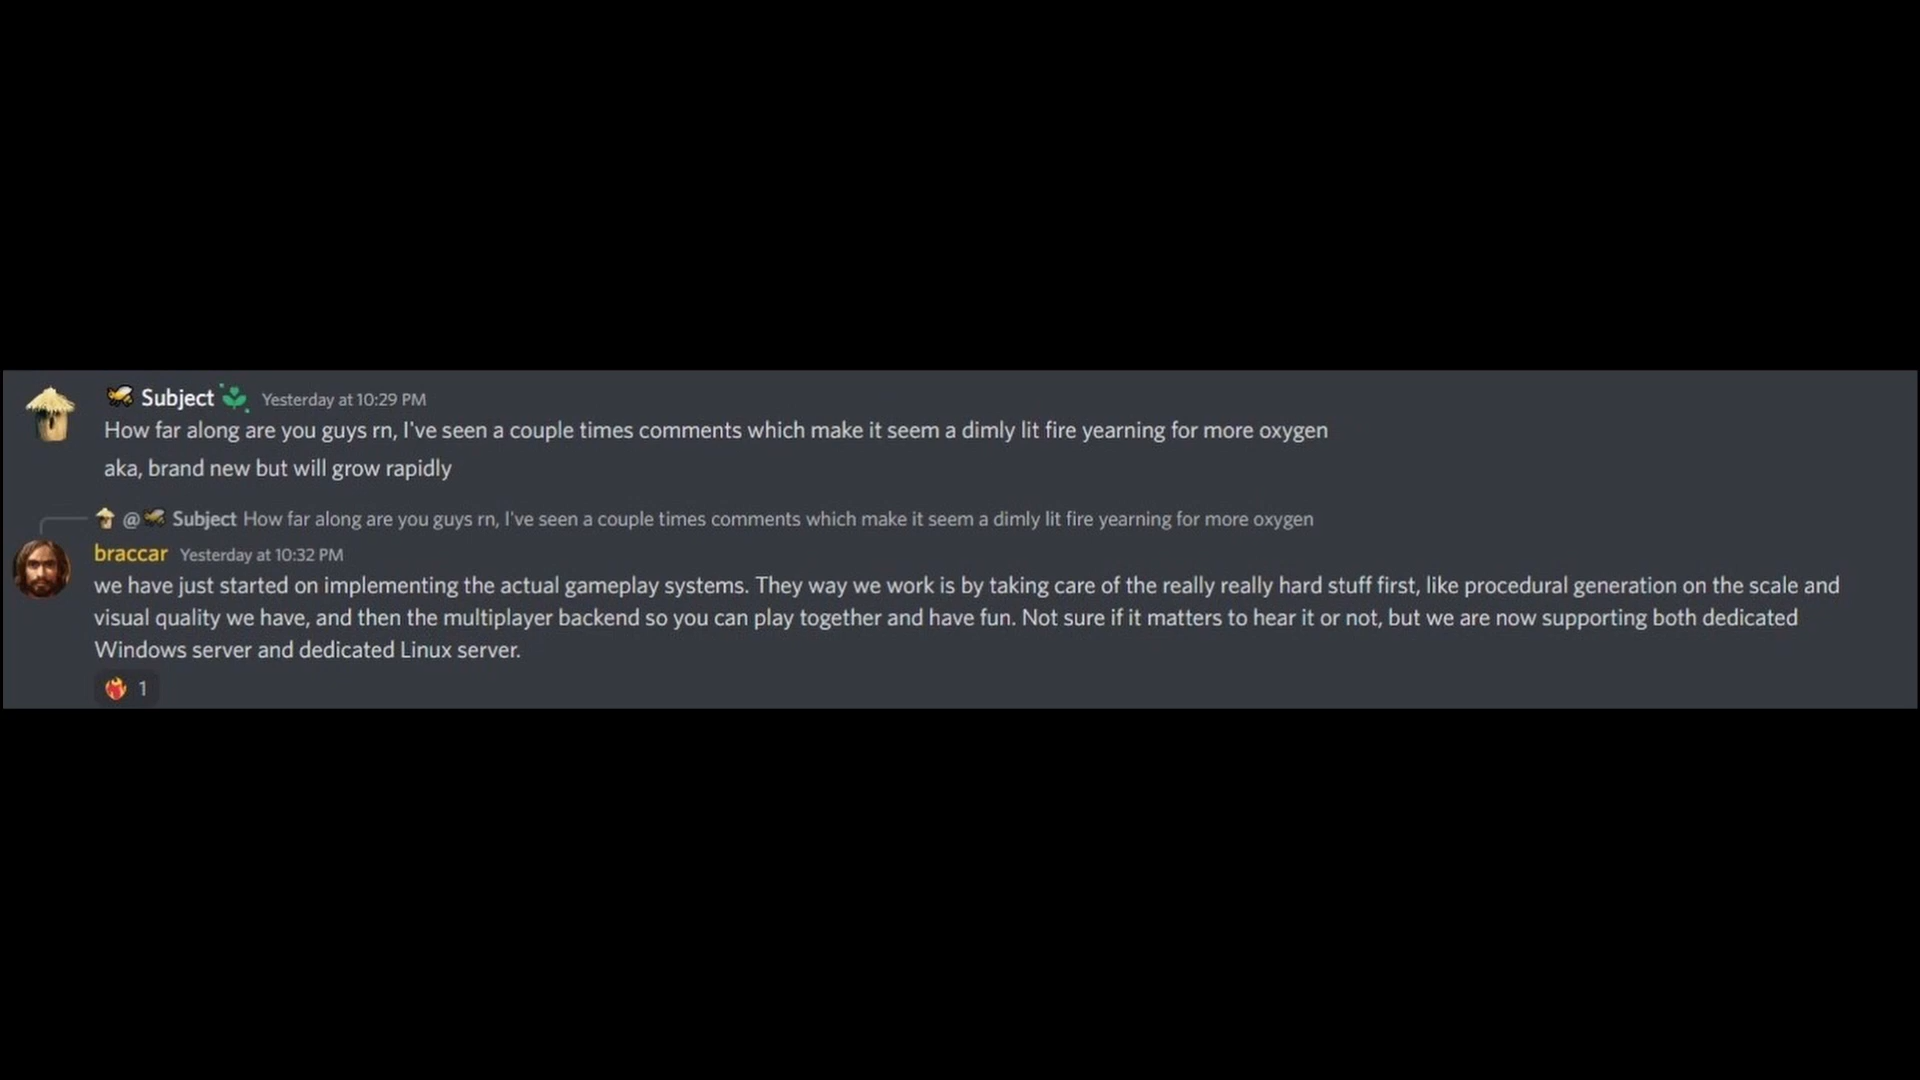 Subject Yesterday at 10:29 PM
How far along are you guys rn, I've seen a couple times comments which make it seem a dimly lit fire yearning for more oxygen
aka, brand new but will grow rapidly
@ Subject How far along are you guys rn, I've seen a couple times comments which make it seem a dimly lit fire yearning for more oxygen
braccar Yesterday at 10:32 PM
we have just started on implementing the actual gameplay systems. They way we work is by taking care of the really really hard stuff first, like procedural generation on the scale and
visual quality we have, and then the multiplayer backend so you can play together and have fun. Not sure if it matters to hear it or not, but we are now supporting both dedicated
Windows server and dedicated Linux server.
1